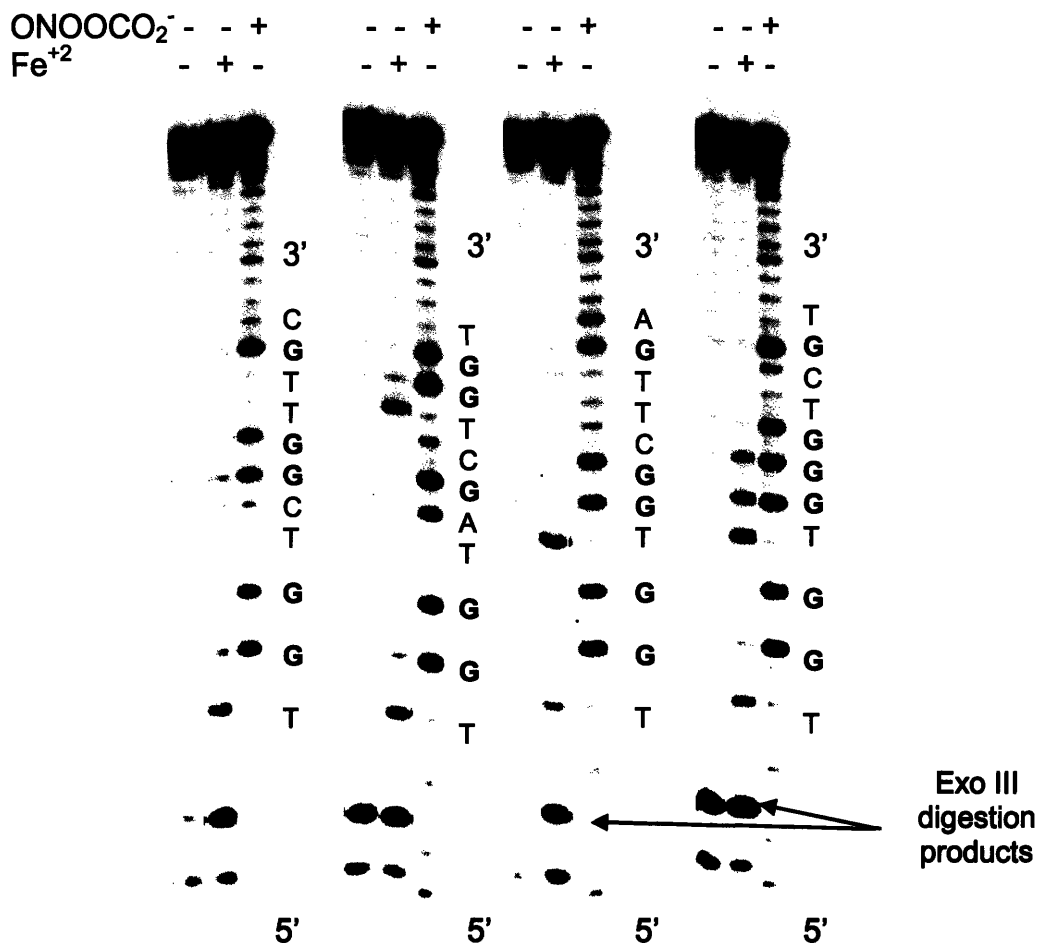 ONOOCO₂⁻ - - + - - + - - + - - +
Fe⁺² - + - - + - - + - - + -
3'
C
G
T
T
G
G
C
T
G
G
T
5'
3'
T
G
G
T
C
G
A
T
G
G
T
5'
3'
A
G
T
T
C
G
G
T
G
G
T
5'
3'
T
G
C
T
G
G
G
T
G
G
T
5'
Exo III
digestion
products